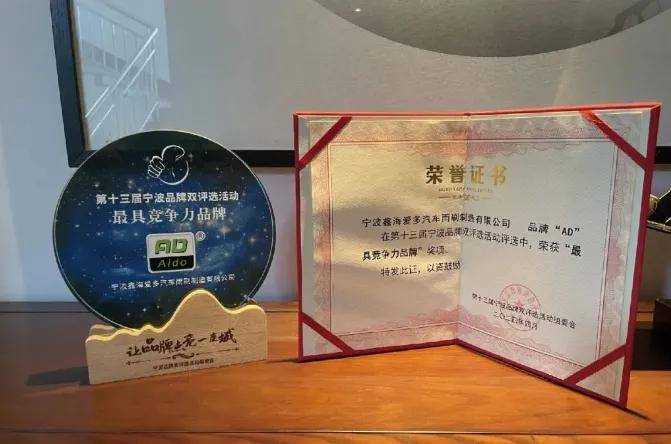 第十三届宁波品牌双评选活动
最具竞争力品牌
AD
®
Aido
宁波鑫海爱多汽车雨刷制造有限公司
让品牌点亮一座城
荣誉证书
宁波鑫海爱多汽车雨刷制造有限公司 品牌“AD”
在第十三届宁波品牌双评选活动评选中，荣获“最
具竞争力品牌”奖项。
特发此证，以资鼓励
第十三届宁波品牌双评选活动组委会